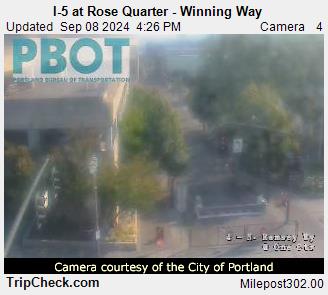 I-5 at Rose Quarter - Winning Way
Updated Sep 08 2024 4:26 PM Camera 4
PBOT
PORTLAND BUREAU OF TRANSPORTATION
Camera courtesy of the City of Portland
TripCheck.com Milepost302.00